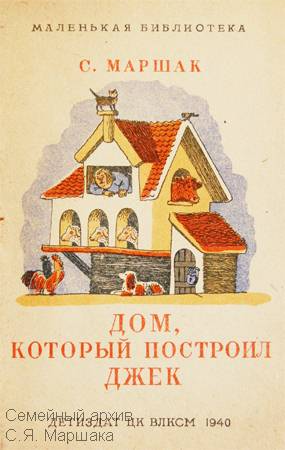 МАЛЕНЬКАЯ БИБЛИОТЕКА
С. МАРШАК
ДОМ,
КОТОРЫЙ ПОСТРОИЛ
ДЖЕК
Семейный архив
ДЕТИЗДАТ ЦК ВЛКСМ 1940
С.Я. Маршака